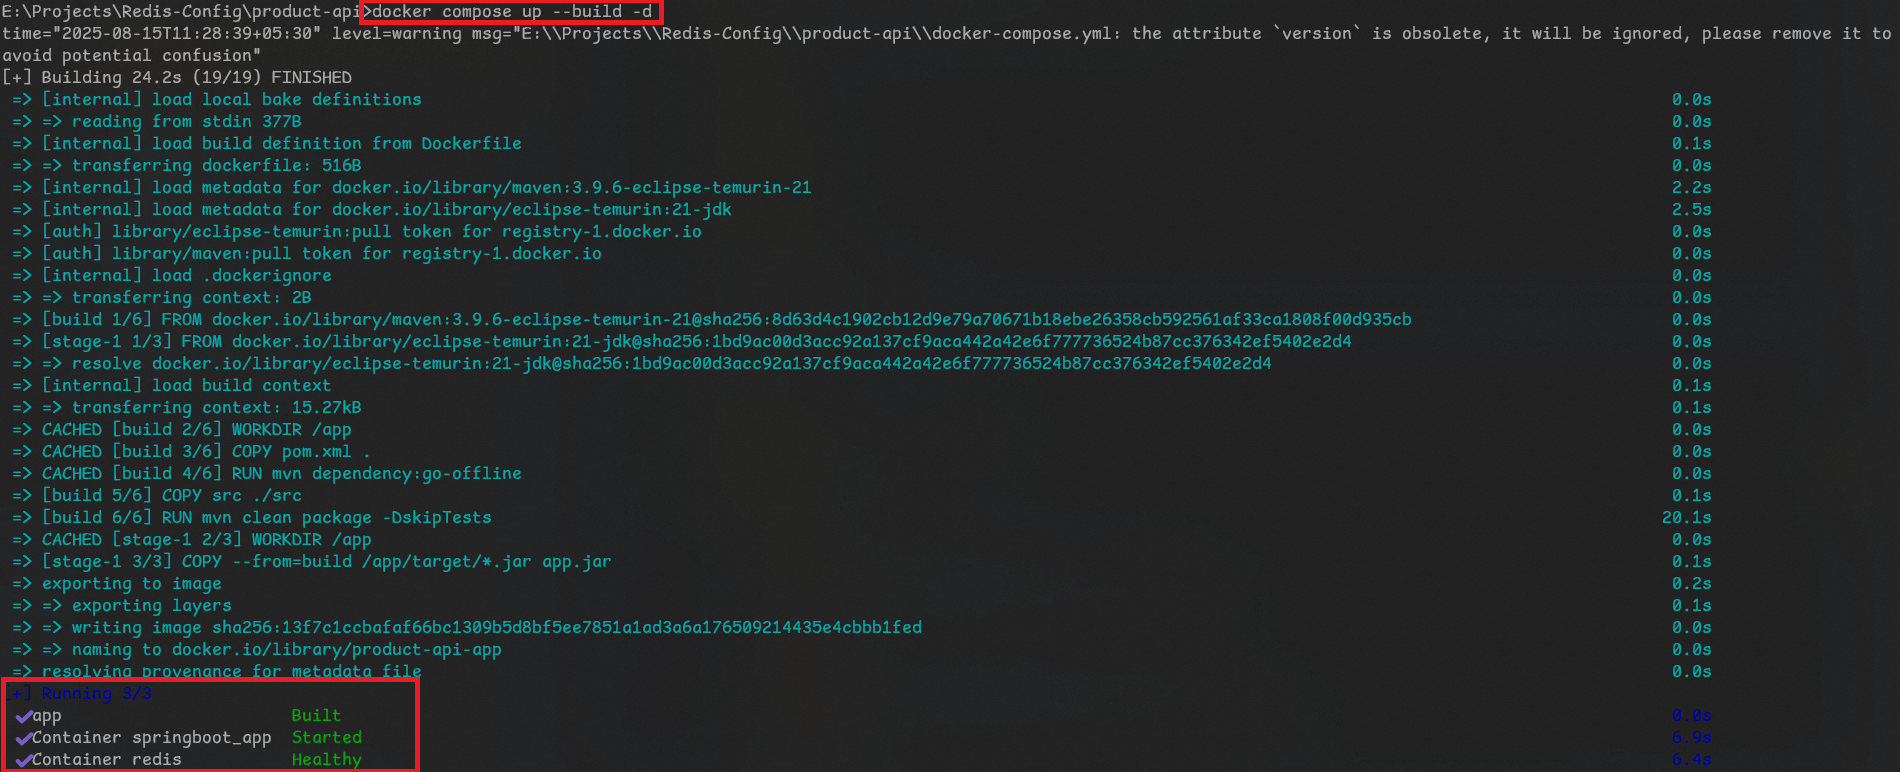 E:\Projects\Redis-Config\product-api>docker compose up --build -d
time="2025-08-15T11:28:39+05:30" level=warning msg="E:\\Projects\\Redis-Config\\product-api\\docker-compose.yml: the attribute `version` is obsolete, it will be ignored, please remove it to
avoid potential confusion"
[+] Building 24.2s (19/19) FINISHED
=> [internal] load local bake definitions 0.0s
=> => reading from stdin 377B 0.0s
=> [internal] load build definition from Dockerfile 0.1s
=> => transferring dockerfile: 516B 0.0s
=> [internal] load metadata for docker.io/library/maven:3.9.6-eclipse-temurin-21 2.2s
=> [internal] load metadata for docker.io/library/eclipse-temurin:21-jdk 2.5s
=> [auth] library/eclipse-temurin:pull token for registry-1.docker.io 0.0s
=> [auth] library/maven:pull token for registry-1.docker.io 0.0s
=> [internal] load .dockerignore 0.0s
=> => transferring context: 2B 0.0s
=> [build 1/6] FROM docker.io/library/maven:3.9.6-eclipse-temurin-21@sha256:8d63d4c1902cb12d9e79a70671b18ebe26358cb592561af33ca1808f00d935cb 0.0s
=> [stage-1 1/3] FROM docker.io/library/eclipse-temurin:21-jdk@sha256:1bd9ac00d3acc92a137cf9aca442a42e6f777736524b87cc376342ef5402e2d4 0.0s
=> => resolve docker.io/library/eclipse-temurin:21-jdk@sha256:1bd9ac00d3acc92a137cf9aca442a42e6f777736524b87cc376342ef5402e2d4 0.0s
=> [internal] load build context 0.1s
=> => transferring context: 15.27kB 0.1s
=> CACHED [build 2/6] WORKDIR /app 0.0s
=> CACHED [build 3/6] COPY pom.xml . 0.0s
=> CACHED [build 4/6] RUN mvn dependency:go-offline 0.0s
=> [build 5/6] COPY src ./src 0.1s
=> [build 6/6] RUN mvn clean package -DskipTests 20.1s
=> CACHED [stage-1 2/3] WORKDIR /app 0.0s
=> [stage-1 3/3] COPY --from=build /app/target/*.jar app.jar 0.1s
=> exporting to image 0.2s
=> => exporting layers 0.1s
=> => writing image sha256:13f7c1ccbafaf66bc1309b5d8bf5ee7851a1ad3a6a176509214435e4cbbb1fed 0.0s
=> => naming to docker.io/library/product-api-app 0.0s
=> resolving provenance for metadata file 0.0s
[+] Running 3/3
✔app Built 0.0s
✔Container springboot_app Started 6.9s
✔Container redis Healthy 6.4s